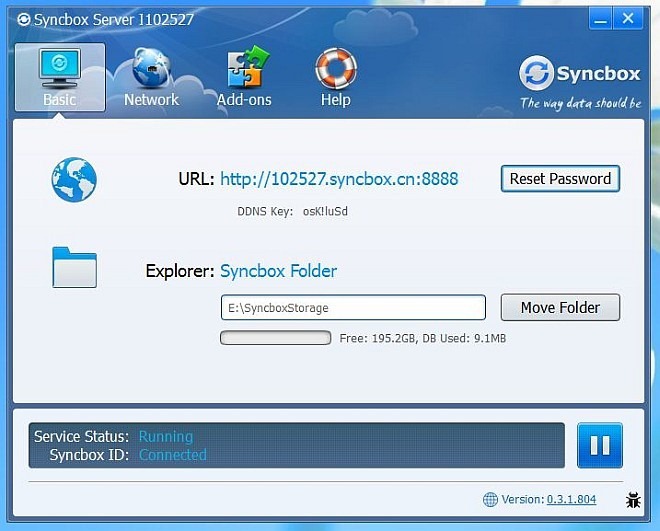 Syncbox Server I102527
Basic
Network
Add-ons
Help
Syncbox
The way data should be
URL: http://102527.syncbox.cn:8888
Reset Password
DDNS Key: osK!luSd
Explorer: Syncbox Folder
E:\SyncboxStorage
Move Folder
Free: 195.2GB, DB Used: 9.1MB
Service Status: Running
Syncbox ID: Connected
Version: 0.3.1.804